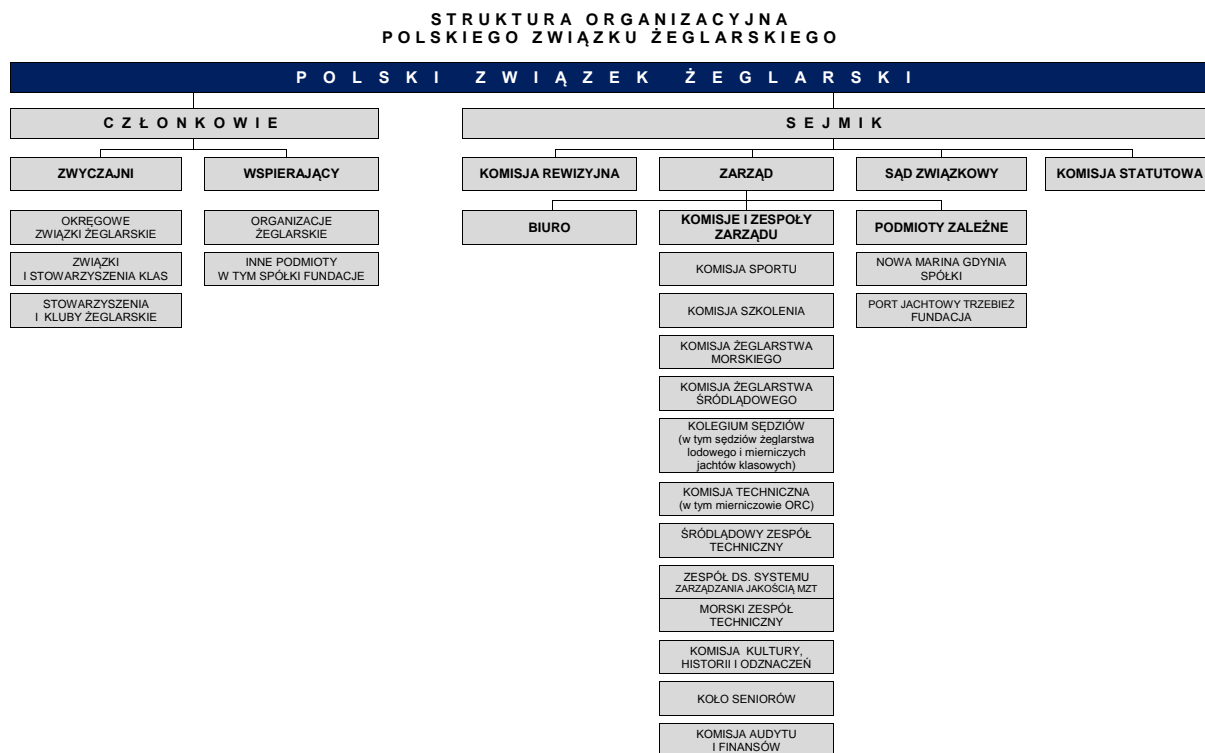 STRUKTURA ORGANIZACYJNA
POLSKIEGO ZWIĄZKU ŻEGLARSKIEGO
POLSKI ZWIĄZEK ŻEGLARSKI
CZŁONKOWIE
SEJMIK
ZWYCZAJNI
WSPIERAJĄCY
KOMISJA REWIZYJNA
ZARZĄD
SĄD ZWIĄZKOWY
KOMISJA STATUTOWA
OKRĘGOWE
ZWIĄZKI ŻEGLARSKIE
ZWIĄZKI
I STOWARZYSZENIA KLAS
STOWARZYSZENIA
I KLUBY ŻEGLARSKIE
ORGANIZACJE
ŻEGLARSKIE
INNE PODMIOTY
W TYM SPÓŁKI FUNDACJE
BIURO
KOMISJE I ZESPOŁY
ZARZĄDU
KOMISJA SPORTU
KOMISJA SZKOLENIA
KOMISJA ŻEGLARSTWA
MORSKIEGO
KOMISJA ŻEGLARSTWA
ŚRÓDLĄDOWEGO
KOLEGIUM SĘDZIÓW
(w tym sędziów żeglarstwa
lodowego i mierniczych
jachtów klasowych)
KOMISJA TECHNICZNA
(w tym mierniczowie ORC)
ŚRÓDLĄDOWY ZESPÓŁ
TECHNICZNY
ZESPÓŁ DS. SYSTEMU
ZARZĄDZANIA JAKOŚCIĄ MZT
MORSKI ZESPÓŁ
TECHNICZNY
KOMISJA KULTURY,
HISTORII I ODZNACZEŃ
KOŁO SENIORÓW
KOMISJA AUDYTU
I FINANSÓW
PODMIOTY ZALEŻNE
NOWA MARINA GDYNIA
SPÓŁKI
PORT JACHTOWY TRZEBIEŻ
FUNDACJA